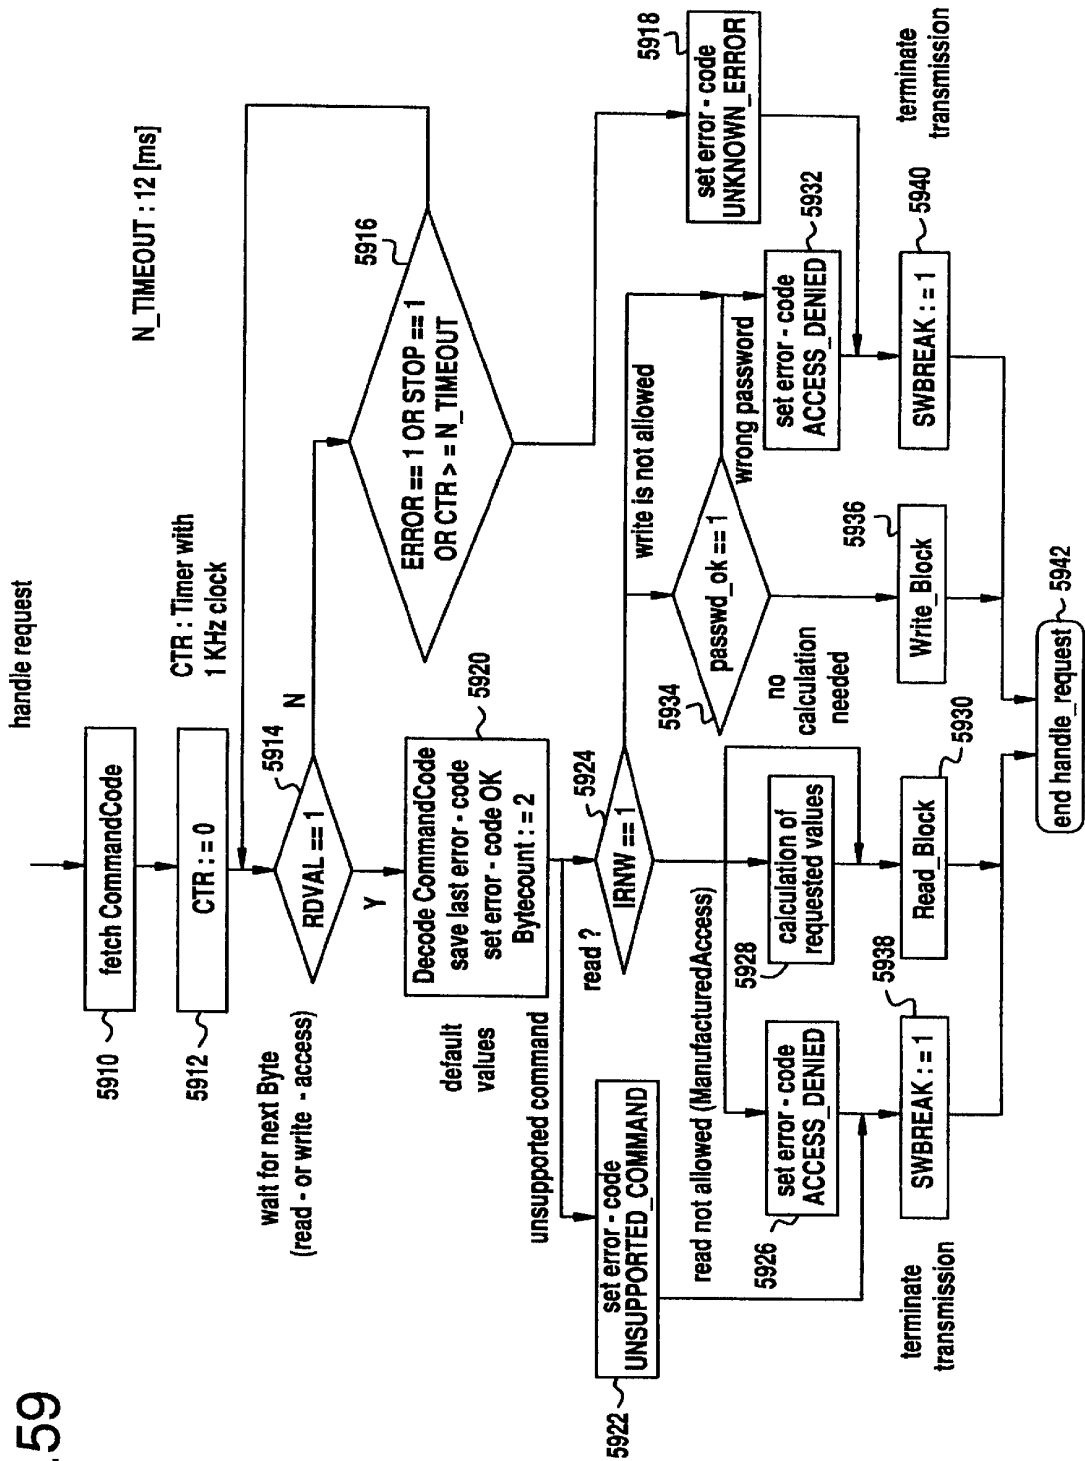 .59
handle request
fetch CommandCode
5910
CTR : = 0
5912
CTR : Timer with
1 KHz clock
N_TIMEOUT : 12 [ms]
wait for next Byte
(read - or write - access)
RDVAL == 1
5914
N
Y
ERROR == 1 OR STOP == 1
OR CTR > = N_TIMEOUT
5916
set error - code
UNKNOWN_ERROR
5918
default
values
Decode CommandCode
save last error - code
set error - code OK
Bytecount : = 2
5920
unsupported command
set error - code
UNSUPPORTED_COMMAND
5922
read ?
IRNW == 1
5924
read not allowed (ManufacturedAccess)
set error - code
ACCESS_DENIED
5926
calculation of
requested values
5928
no
calculation
needed
write is not allowed
passwd_ok == 1
5934
wrong password
set error - code
ACCESS_DENIED
5932
terminate
transmission
SWBREAK : = 1
5938
Read_Block
5930
Write_Block
5936
SWBREAK : = 1
5940
terminate
transmission
end handle_request
5942